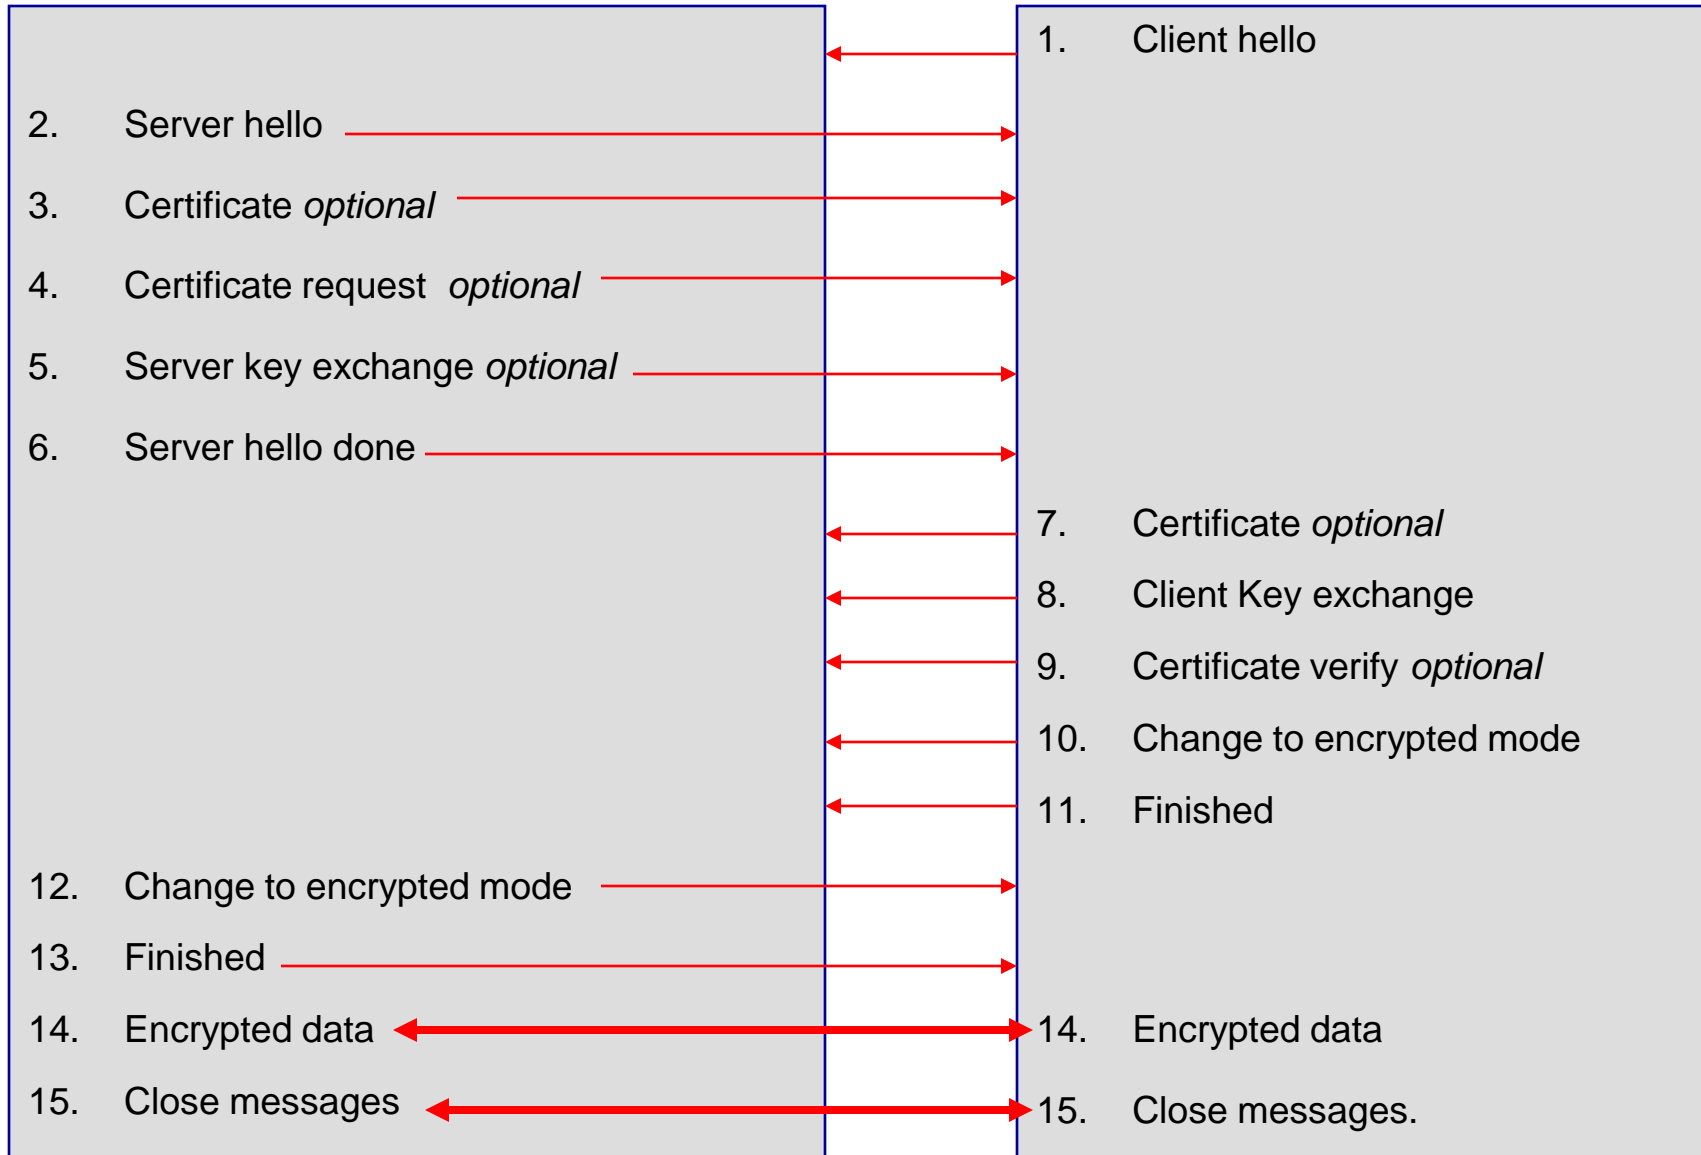 1. Client hello
2. Server hello
3. Certificate optional
4. Certificate request optional
5. Server key exchange optional
6. Server hello done
7. Certificate optional
8. Client Key exchange
9. Certificate verify optional
10. Change to encrypted mode
11. Finished
12. Change to encrypted mode
13. Finished
14. Encrypted data
14. Encrypted data
15. Close messages
15. Close messages.